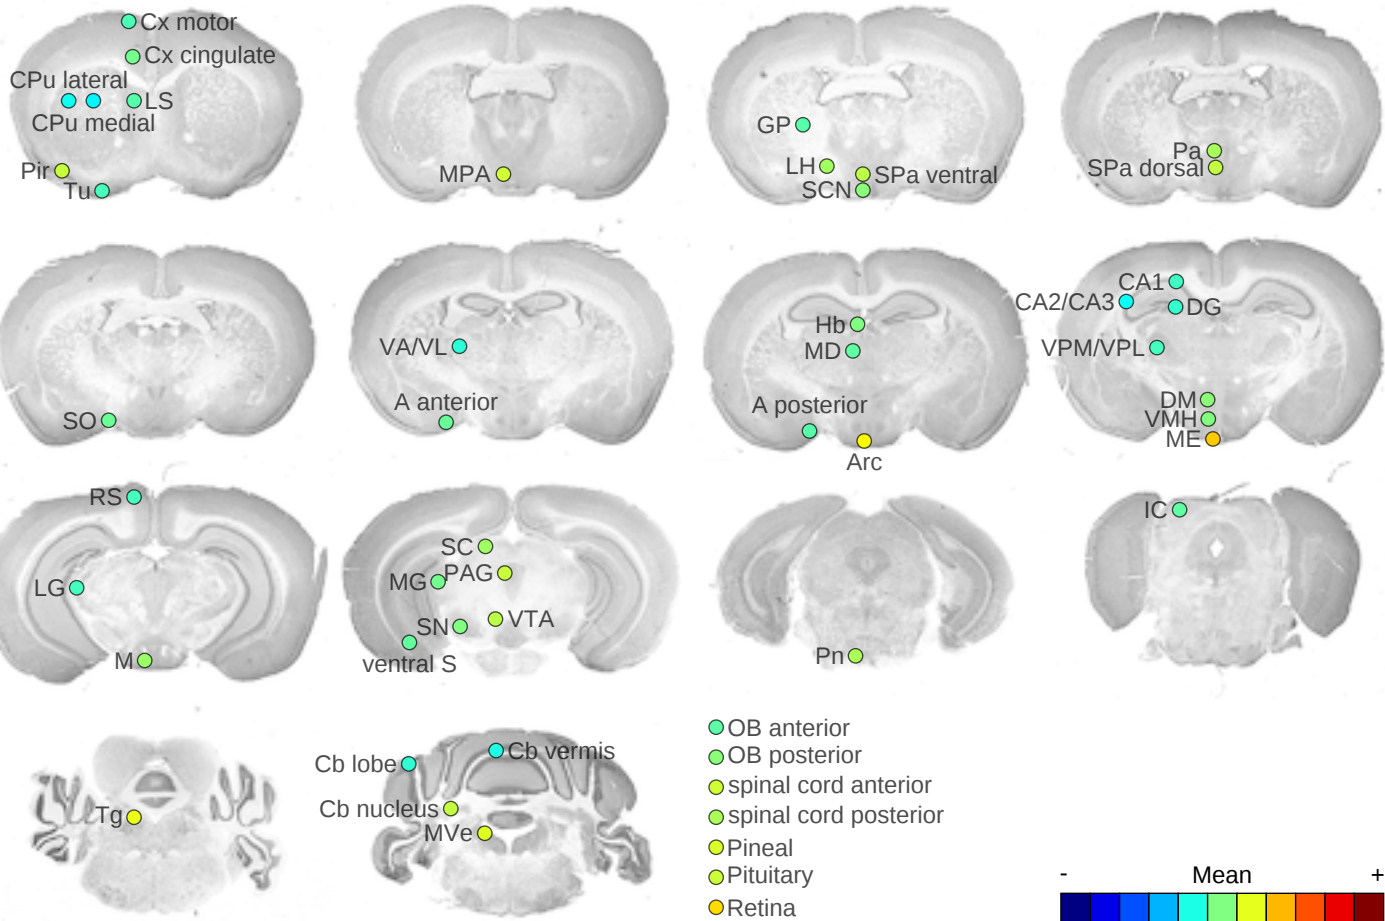 Cx motor
Cx cingulate
CPu lateral
LS
CPu medial
Pir
Tu
MPA
GP
LH
SPa ventral
SCN
Pa
SPa dorsal
SO
VA/VL
A anterior
Hb
MD
A posterior
Arc
CA1
CA2/CA3
DG
VPM/VPL
DM
VMH
ME
RS
LG
M
SC
MG
PAG
SN
VTA
ventral S
Pn
IC
Tg
Cb lobe
Cb vermis
Cb nucleus
MVe
OB anterior
OB posterior
spinal cord anterior
spinal cord posterior
Pineal
Pituitary
Retina
- Mean +